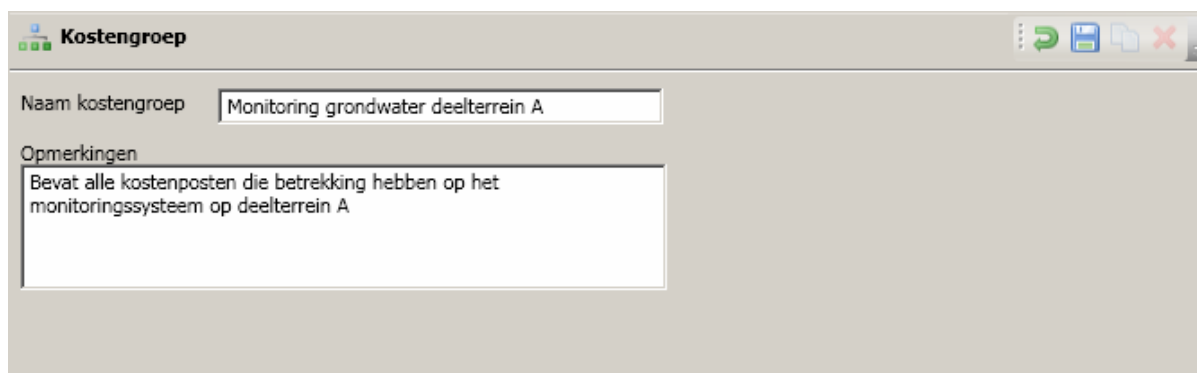 Kostengroep
Naam kostengroep
Monitoring grondwater deelterrein A
Opmerkingen
Bevat alle kostenposten die betrekking hebben op het
monitoringssysteem op deelterrein A